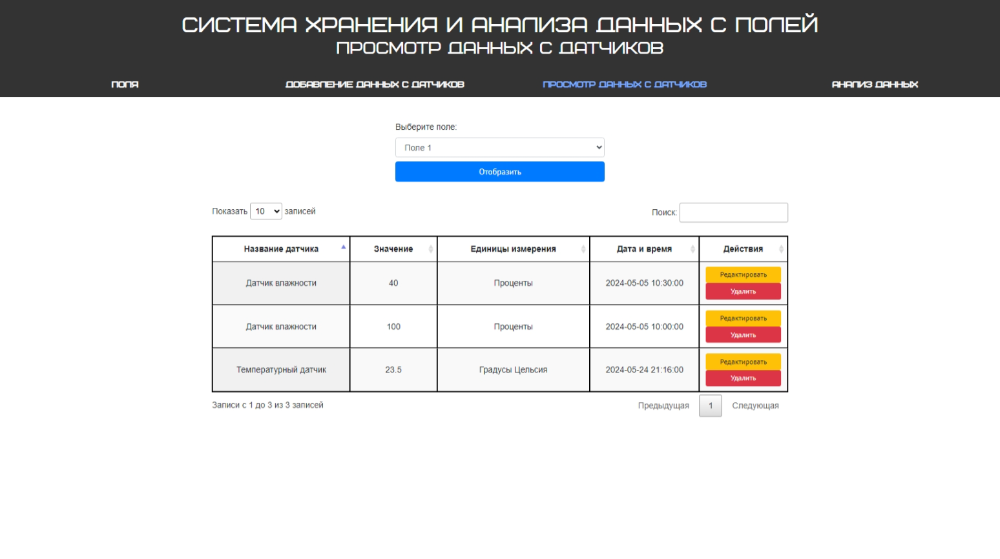 СИСТЕМА ХРАНЕНИЯ И АНАЛИЗА ДАННЫХ С ПОЛЕЙ
ПРОСМОТР ДАННЫХ С ДАТЧИКОВ
ПОЛЯ ДОБАВЛЕНИЕ ДАННЫХ С ДАТЧИКОВ ПРОСМОТР ДАННЫХ С ДАТЧИКОВ АНАЛИЗ ДАННЫХ
Выберите поле:
Поле 1
Отобразить
Показать 10 записей Поиск:
Название датчика Значение Единицы измерения Дата и время Действия
Датчик влажности 40 Проценты 2024-05-05 10:30:00 Редактировать
Удалить
Датчик влажности 100 Проценты 2024-05-05 10:00:00 Редактировать
Удалить
Температурный датчик 23.5 Градусы Цельсия 2024-05-24 21:16:00 Редактировать
Удалить
Записи с 1 до 3 из 3 записей Предыдущая 1 Следующая